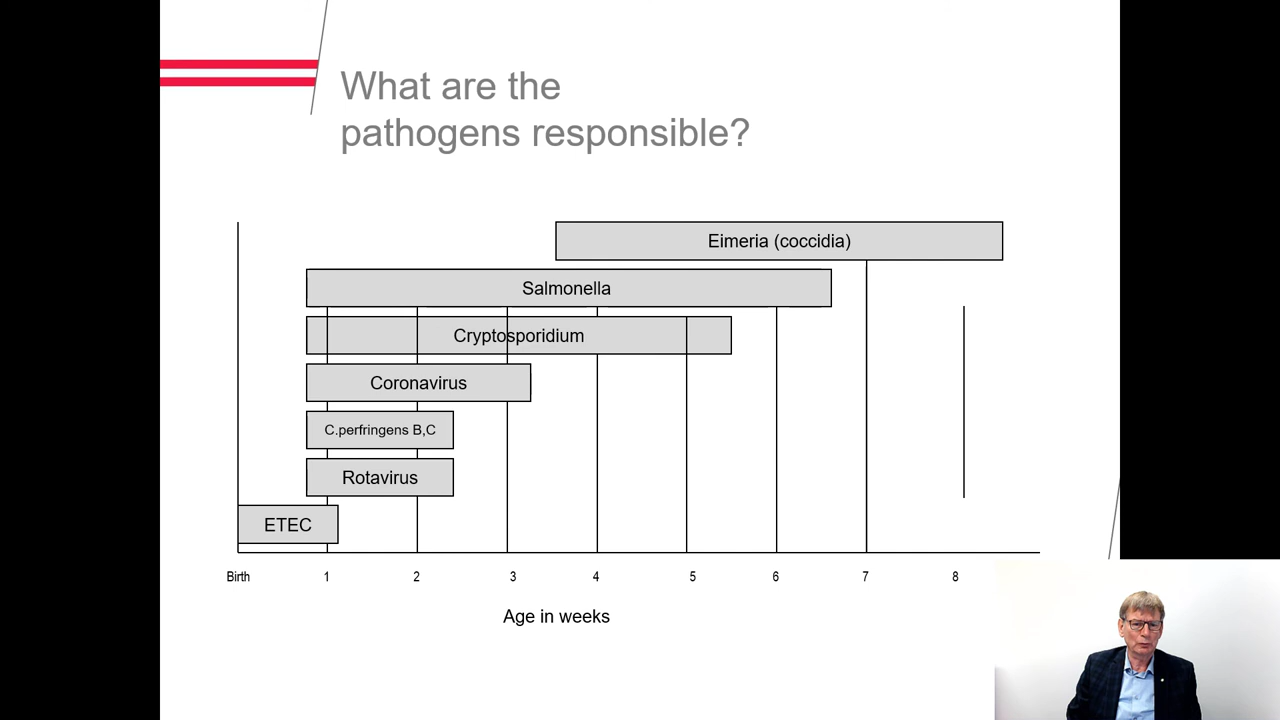 What are the
pathogens responsible?
Eimeria (coccidia)
Salmonella
Cryptosporidium
Coronavirus
C.perfringens B,C
Rotavirus
ETEC
Birth 1 2 3 4 5 6 7 8
Age in weeks